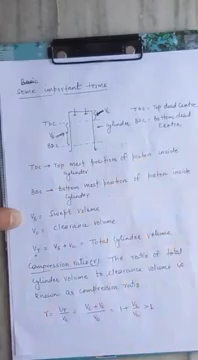 Basic
Some important terms
Vc
TDC
TDC = Top dead Centre
Vs
cylinder
BDC = Bottom dead
Centre
BDC
TDC → Top most position of piston inside
cylinder
BDC → Bottom most position of piston inside
cylinder
Vs = Swept volume
Vc = Clearance volume
VT = Vs + Vc = Total cylinder volume
Compression ratio(r): The ratio of total
cylinder volume to clearance volume is
known as compression ratio
r = VT/Vc = (Vc + Vs)/Vc = 1 + Vs/Vc > 1